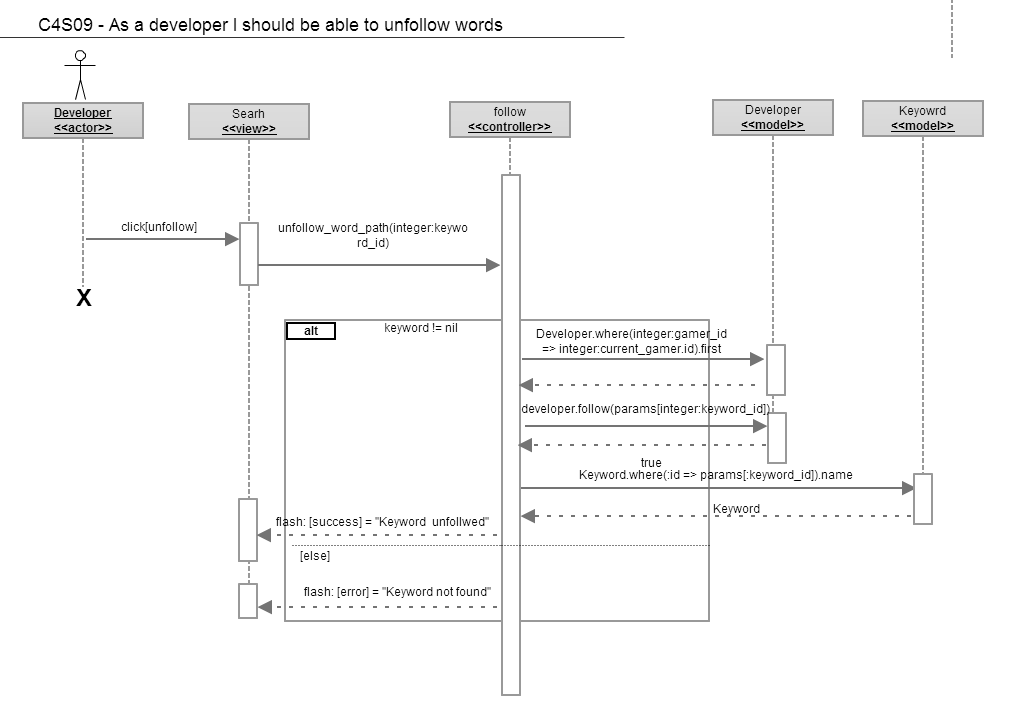 C4S09 - As a developer I should be able to unfollow words
Developer
<<actor>>
Searh
<<view>>
follow
<<controller>>
Developer
<<model>>
Keyowrd
<<model>>
click[unfollow]
unfollow_word_path(integer:keywo
rd_id)
X
alt
keyword != nil
Developer.where(integer:gamer_id
=> integer:current_gamer.id).first
developer.follow(params[integer:keyword_id])
true
Keyword.where(:id => params[:keyword_id]).name
Keyword
flash: [success] = "Keyword unfollwed"
[else]
flash: [error] = "Keyword not found"